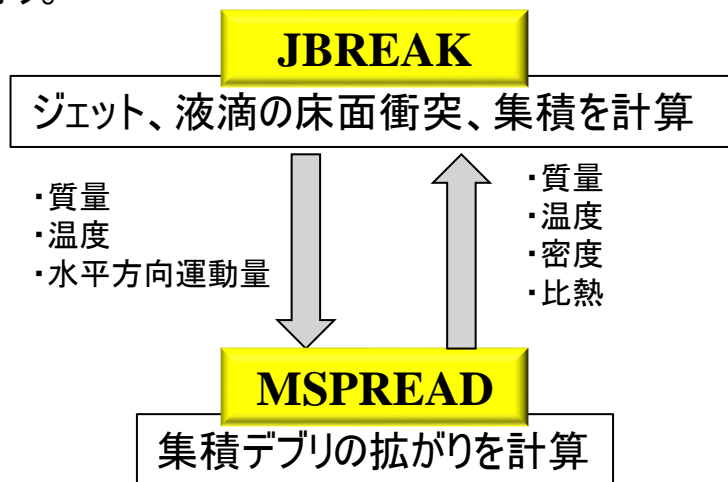 JBREAK
ジェット、液滴の床面衝突、集積を計算
・質量
・温度
・水平方向運動量
・質量
・温度
・密度
・比熱
MSPREAD
集積デブリの拡がりを計算